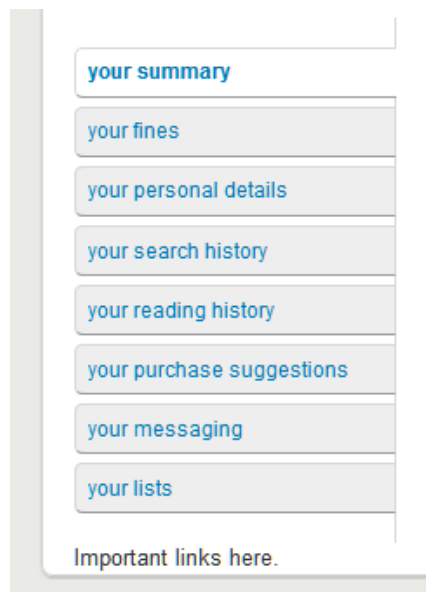 your summary
your fines
your personal details
your search history
your reading history
your purchase suggestions
your messaging
your lists
Important links here.